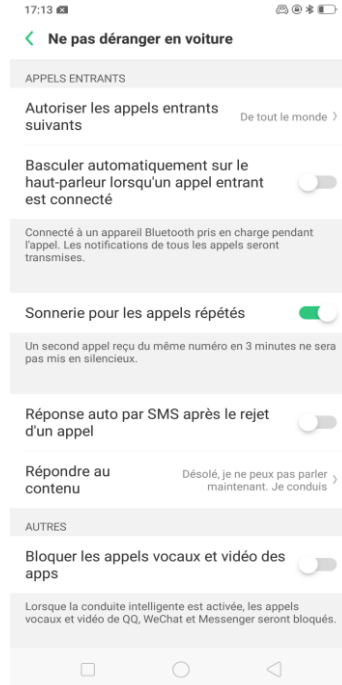 17:13
Ne pas déranger en voiture
APPELS ENTRANTS
Autoriser les appels entrants
suivants
De tout le monde
Basculer automatiquement sur le
haut-parleur lorsqu'un appel entrant
est connecté
Connecté à un appareil Bluetooth pris en charge pendant
l'appel. Les notifications de tous les appels seront
transmises.
Sonnerie pour les appels répétés
Un second appel reçu du même numéro en 3 minutes ne sera
pas mis en silencieux.
Réponse auto par SMS après le rejet
d'un appel
Répondre au
contenu
Désolé, je ne peux pas parler
maintenant. Je conduis
AUTRES
Bloquer les appels vocaux et vidéo des
apps
Lorsque la conduite intelligente est activée, les appels
vocaux et vidéo de QQ, WeChat et Messenger seront bloqués.